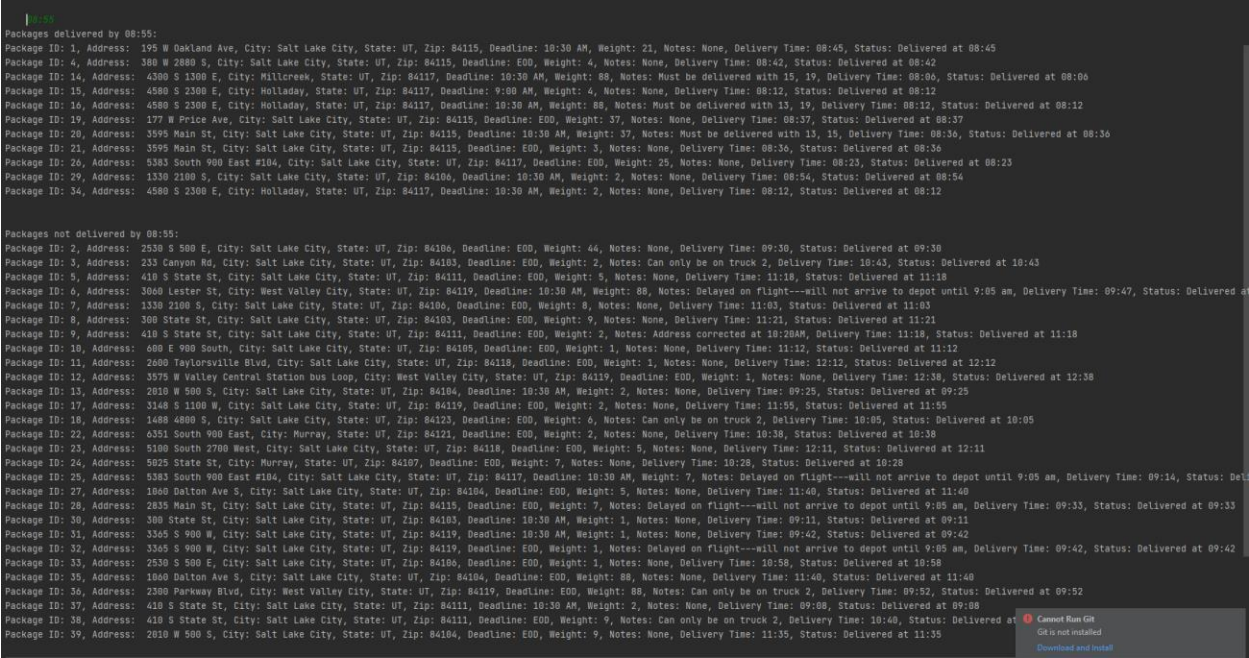 08:55
Packages delivered by 08:55:
Package ID: 1, Address:  195 W Oakland Ave, City: Salt Lake City, State: UT, Zip: 84115, Deadline: 10:30 AM, Weight: 21, Notes: None, Delivery Time: 08:45, Status: Delivered at 08:45
Package ID: 4, Address:  380 W 2880 S, City: Salt Lake City, State: UT, Zip: 84115, Deadline: EOD, Weight: 4, Notes: None, Delivery Time: 08:42, Status: Delivered at 08:42
Package ID: 14, Address:  4300 S 1300 E, City: Millcreek, State: UT, Zip: 84117, Deadline: 10:30 AM, Weight: 88, Notes: Must be delivered with 15, 19, Delivery Time: 08:06, Status: Delivered at 08:06
Package ID: 15, Address:  4580 S 2300 E, City: Holladay, State: UT, Zip: 84117, Deadline: 9:00 AM, Weight: 4, Notes: None, Delivery Time: 08:12, Status: Delivered at 08:12
Package ID: 16, Address:  4580 S 2300 E, City: Holladay, State: UT, Zip: 84117, Deadline: 10:30 AM, Weight: 88, Notes: Must be delivered with 13, 19, Delivery Time: 08:12, Status: Delivered at 08:12
Package ID: 19, Address:  177 W Price Ave, City: Salt Lake City, State: UT, Zip: 84115, Deadline: EOD, Weight: 37, Notes: None, Delivery Time: 08:37, Status: Delivered at 08:37
Package ID: 20, Address:  3595 Main St, City: Salt Lake City, State: UT, Zip: 84115, Deadline: 10:30 AM, Weight: 37, Notes: Must be delivered with 13, 15, Delivery Time: 08:36, Status: Delivered at 08:36
Package ID: 21, Address:  3595 Main St, City: Salt Lake City, State: UT, Zip: 84115, Deadline: EOD, Weight: 3, Notes: None, Delivery Time: 08:36, Status: Delivered at 08:36
Package ID: 26, Address:  5383 South 900 East #104, City: Salt Lake City, State: UT, Zip: 84117, Deadline: EOD, Weight: 25, Notes: None, Delivery Time: 08:23, Status: Delivered at 08:23
Package ID: 29, Address:  1330 2100 S, City: Salt Lake City, State: UT, Zip: 84106, Deadline: 10:30 AM, Weight: 2, Notes: None, Delivery Time: 08:54, Status: Delivered at 08:54
Package ID: 34, Address:  4580 S 2300 E, City: Holladay, State: UT, Zip: 84117, Deadline: 10:30 AM, Weight: 2, Notes: None, Delivery Time: 08:12, Status: Delivered at 08:12
Packages not delivered by 08:55:
Package ID: 2, Address:  2530 S 500 E, City: Salt Lake City, State: UT, Zip: 84106, Deadline: EOD, Weight: 44, Notes: None, Delivery Time: 09:30, Status: Delivered at 09:30
Package ID: 3, Address:  233 Canyon Rd, City: Salt Lake City, State: UT, Zip: 84103, Deadline: EOD, Weight: 2, Notes: Can only be on truck 2, Delivery Time: 10:43, Status: Delivered at 10:43
Package ID: 5, Address:  410 S State St, City: Salt Lake City, State: UT, Zip: 84111, Deadline: EOD, Weight: 5, Notes: None, Delivery Time: 11:18, Status: Delivered at 11:18
Package ID: 6, Address:  3060 Lester St, City: West Valley City, State: UT, Zip: 84119, Deadline: 10:30 AM, Weight: 88, Notes: Delayed on flight---will not arrive to depot until 9:05 am, Delivery Time: 09:47, Status: Delivered at
Package ID: 7, Address:  1330 2100 S, City: Salt Lake City, State: UT, Zip: 84106, Deadline: EOD, Weight: 8, Notes: None, Delivery Time: 11:03, Status: Delivered at 11:03
Package ID: 8, Address:  300 State St, City: Salt Lake City, State: UT, Zip: 84103, Deadline: EOD, Weight: 9, Notes: None, Delivery Time: 11:21, Status: Delivered at 11:21
Package ID: 9, Address:  410 S State St, City: Salt Lake City, State: UT, Zip: 84111, Deadline: EOD, Weight: 2, Notes: Address corrected at 10:20AM, Delivery Time: 11:18, Status: Delivered at 11:18
Package ID: 10, Address:  600 E 900 South, City: Salt Lake City, State: UT, Zip: 84105, Deadline: EOD, Weight: 1, Notes: None, Delivery Time: 11:12, Status: Delivered at 11:12
Package ID: 11, Address:  2600 Taylorsville Blvd, City: Salt Lake City, State: UT, Zip: 84118, Deadline: EOD, Weight: 1, Notes: None, Delivery Time: 12:12, Status: Delivered at 12:12
Package ID: 12, Address:  3575 W Valley Central Station bus Loop, City: West Valley City, State: UT, Zip: 84119, Deadline: EOD, Weight: 1, Notes: None, Delivery Time: 12:38, Status: Delivered at 12:38
Package ID: 13, Address:  2010 W 500 S, City: Salt Lake City, State: UT, Zip: 84104, Deadline: 10:30 AM, Weight: 2, Notes: None, Delivery Time: 09:25, Status: Delivered at 09:25
Package ID: 17, Address:  3148 S 1100 W, City: Salt Lake City, State: UT, Zip: 84119, Deadline: EOD, Weight: 2, Notes: None, Delivery Time: 11:55, Status: Delivered at 11:55
Package ID: 18, Address:  1488 4800 S, City: Salt Lake City, State: UT, Zip: 84123, Deadline: EOD, Weight: 6, Notes: Can only be on truck 2, Delivery Time: 10:05, Status: Delivered at 10:05
Package ID: 22, Address:  6351 South 900 East, City: Murray, State: UT, Zip: 84121, Deadline: EOD, Weight: 2, Notes: None, Delivery Time: 10:38, Status: Delivered at 10:38
Package ID: 23, Address:  5100 South 2700 West, City: Salt Lake City, State: UT, Zip: 84118, Deadline: EOD, Weight: 5, Notes: None, Delivery Time: 12:11, Status: Delivered at 12:11
Package ID: 24, Address:  5025 State St, City: Murray, State: UT, Zip: 84107, Deadline: EOD, Weight: 7, Notes: None, Delivery Time: 10:28, Status: Delivered at 10:28
Package ID: 25, Address:  5383 South 900 East #104, City: Salt Lake City, State: UT, Zip: 84117, Deadline: 10:30 AM, Weight: 7, Notes: Delayed on flight---will not arrive to depot until 9:05 am, Delivery Time: 09:14, Status: Del
Package ID: 27, Address:  1060 Dalton Ave S, City: Salt Lake City, State: UT, Zip: 84104, Deadline: EOD, Weight: 5, Notes: None, Delivery Time: 11:40, Status: Delivered at 11:40
Package ID: 28, Address:  2835 Main St, City: Salt Lake City, State: UT, Zip: 84115, Deadline: EOD, Weight: 7, Notes: Delayed on flight---will not arrive to depot until 9:05 am, Delivery Time: 09:33, Status: Delivered at 09:33
Package ID: 30, Address:  300 State St, City: Salt Lake City, State: UT, Zip: 84103, Deadline: 10:30 AM, Weight: 1, Notes: None, Delivery Time: 09:11, Status: Delivered at 09:11
Package ID: 31, Address:  3365 S 900 W, City: Salt Lake City, State: UT, Zip: 84119, Deadline: 10:30 AM, Weight: 1, Notes: None, Delivery Time: 09:42, Status: Delivered at 09:42
Package ID: 32, Address:  3365 S 900 W, City: Salt Lake City, State: UT, Zip: 84119, Deadline: EOD, Weight: 1, Notes: Delayed on flight---will not arrive to depot until 9:05 am, Delivery Time: 09:42, Status: Delivered at 09:42
Package ID: 33, Address:  2530 S 500 E, City: Salt Lake City, State: UT, Zip: 84106, Deadline: EOD, Weight: 1, Notes: None, Delivery Time: 10:58, Status: Delivered at 10:58
Package ID: 35, Address:  1060 Dalton Ave S, City: Salt Lake City, State: UT, Zip: 84104, Deadline: EOD, Weight: 88, Notes: None, Delivery Time: 11:40, Status: Delivered at 11:40
Package ID: 36, Address:  2300 Parkway Blvd, City: West Valley City, State: UT, Zip: 84119, Deadline: EOD, Weight: 88, Notes: Can only be on truck 2, Delivery Time: 09:52, Status: Delivered at 09:52
Package ID: 37, Address:  410 S State St, City: Salt Lake City, State: UT, Zip: 84111, Deadline: 10:30 AM, Weight: 2, Notes: None, Delivery Time: 09:08, Status: Delivered at 09:08
Package ID: 38, Address:  410 S State St, City: Salt Lake City, State: UT, Zip: 84111, Deadline: EOD, Weight: 9, Notes: Can only be on truck 2, Delivery Time: 10:40, Status: Delivered at
Package ID: 39, Address:  2010 W 500 S, City: Salt Lake City, State: UT, Zip: 84104, Deadline: EOD, Weight: 9, Notes: None, Delivery Time: 11:35, Status: Delivered at 11:35
Cannot Run Git
Git is not installed
Download and Install